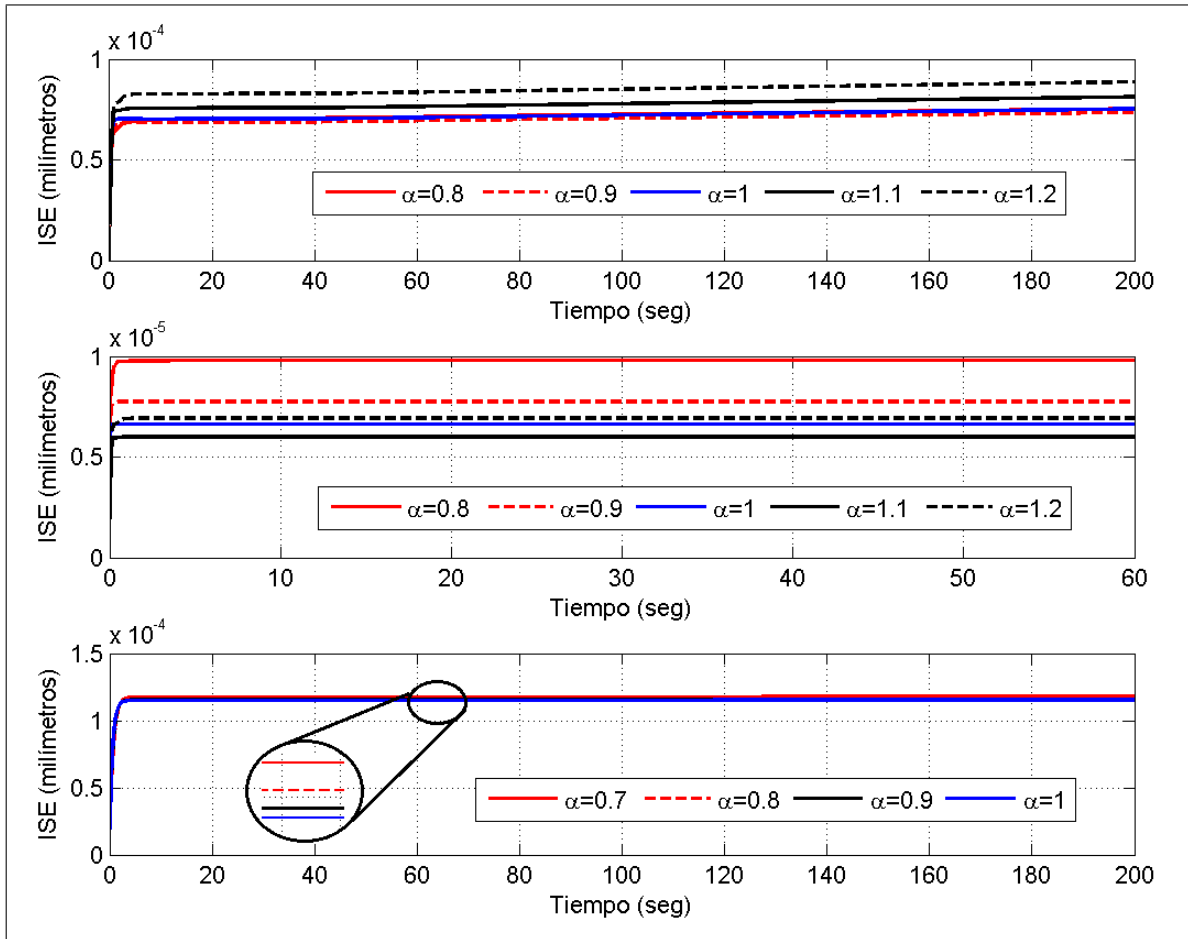 x 10-4
1
0.5
0
ISE (milímetros)
α=0.8 α=0.9 α=1 α=1.1 α=1.2
0 20 40 60 80 100 120 140 160 180 200
Tiempo (seg)
x 10-5
1
0.5
0
ISE (milímetros)
α=0.8 α=0.9 α=1 α=1.1 α=1.2
0 10 20 30 40 50 60
Tiempo (seg)
x 10-4
1.5
1
0.5
0
ISE (milímetros)
α=0.7 α=0.8 α=0.9 α=1
0 20 40 60 80 100 120 140 160 180 200
Tiempo (seg)